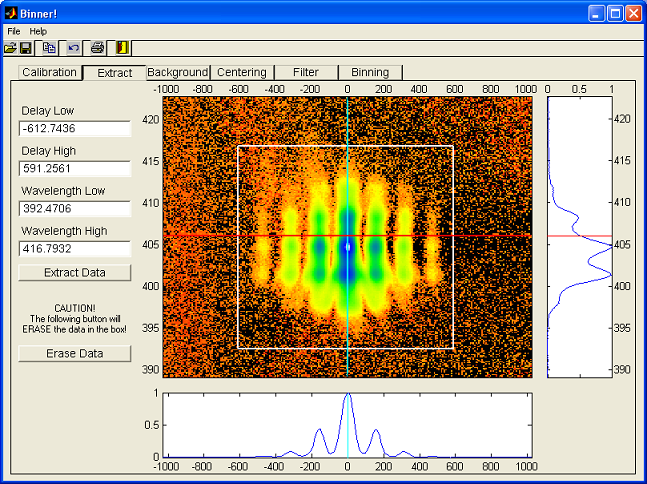 Binner!
File Help
Calibration Extract Background Centering Filter Binning
Delay Low
-612.7436
Delay High
591.2561
Wavelength Low
392.4706
Wavelength High
416.7932
Extract Data
CAUTION!
The following button will
ERASE the data in the box!
Erase Data
-1000 -800 -600 -400 -200 0 200 400 600 800 1000
420
415
410
405
400
395
390
0 0.5 1
420
415
410
405
400
395
390
1
0.5
0
-1000 -800 -600 -400 -200 0 200 400 600 800 1000